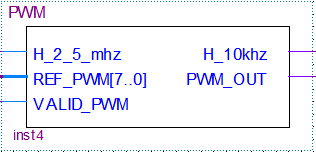 PWM
H_2_5_mhz H_10khz
REF_PWM[7..0] PWM_OUT
VALID_PWM
inst4